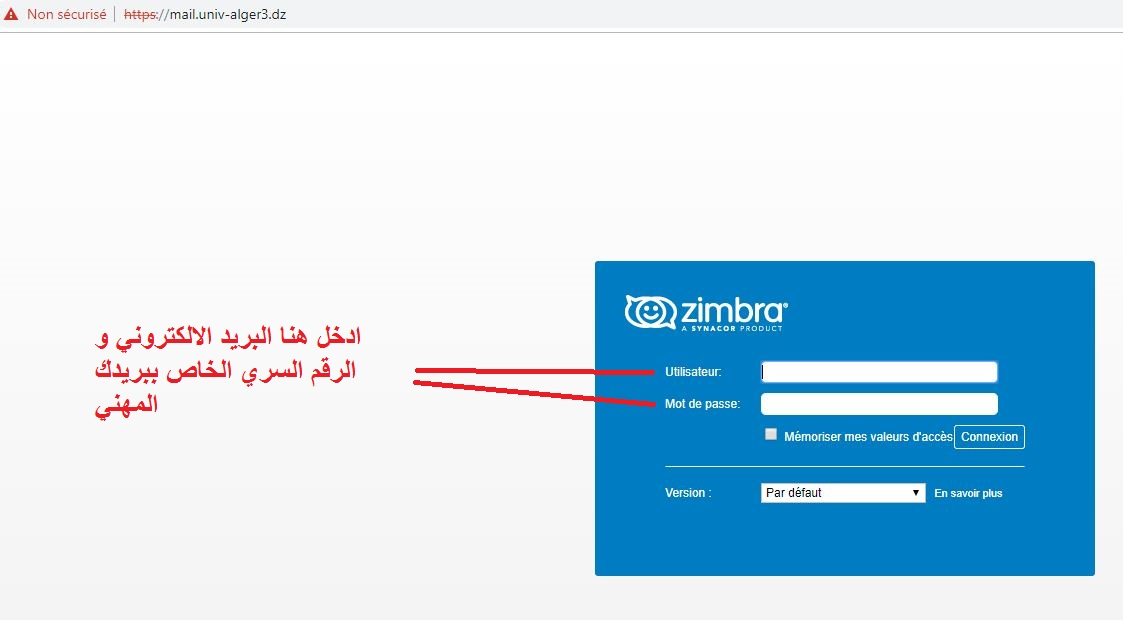 Non sécurisé | https://mail.univ-alger3.dz
zimbra®
A SYNACOR PRODUCT
ادخل هنا البريد الالكتروني و
الرقم السري الخاص ببريدك
المهني
Utilisateur:
Mot de passe:
Mémoriser mes valeurs d'accès Connexion
Version : Par défaut En savoir plus